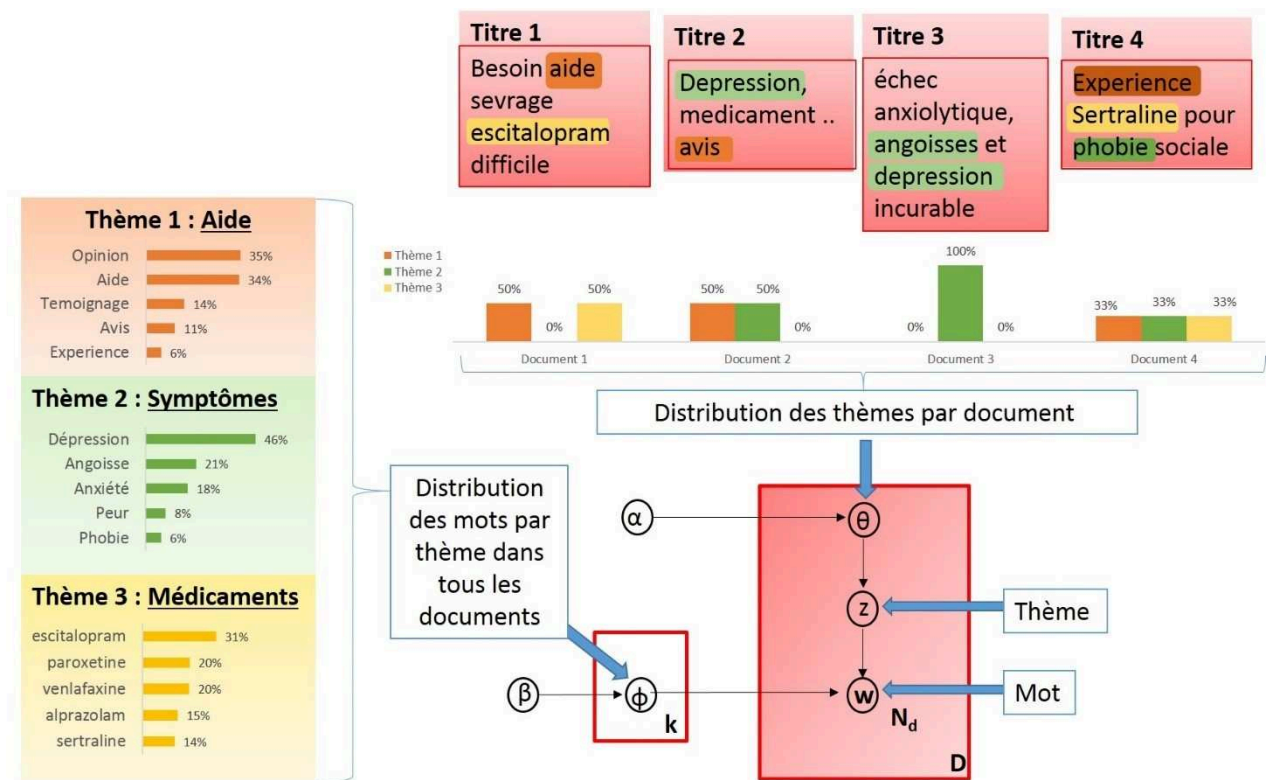 Titre 1
Besoin aide
sevrage
escitalopram
difficile
Titre 2
Depression,
medicament ..
avis
Titre 3
échec
anxiolytique,
angoisses et
depression
incurable
Titre 4
Experience
Sertraline pour
phobie sociale
Thème 1 : Aide
Opinion 35%
Aide 34%
Temoignage 14%
Avis 11%
Experience 6%
Thème 2 : Symptômes
Dépression 46%
Angoisse 21%
Anxiété 18%
Peur 8%
Phobie 6%
Thème 3 : Médicaments
escitalopram 31%
paroxetine 20%
venlafaxine 20%
alprazolam 15%
sertraline 14%
Thème 1
Thème 2
Thème 3
50% 0% 50%
Document 1
50% 50% 0%
Document 2
0% 100% 0%
Document 3
33% 33% 33%
Document 4
Distribution des thèmes par document
Distribution
des mots par
thème dans
tous les
documents
α
θ
z
Thème
β
ϕ
k
w
Mot
Nd
D